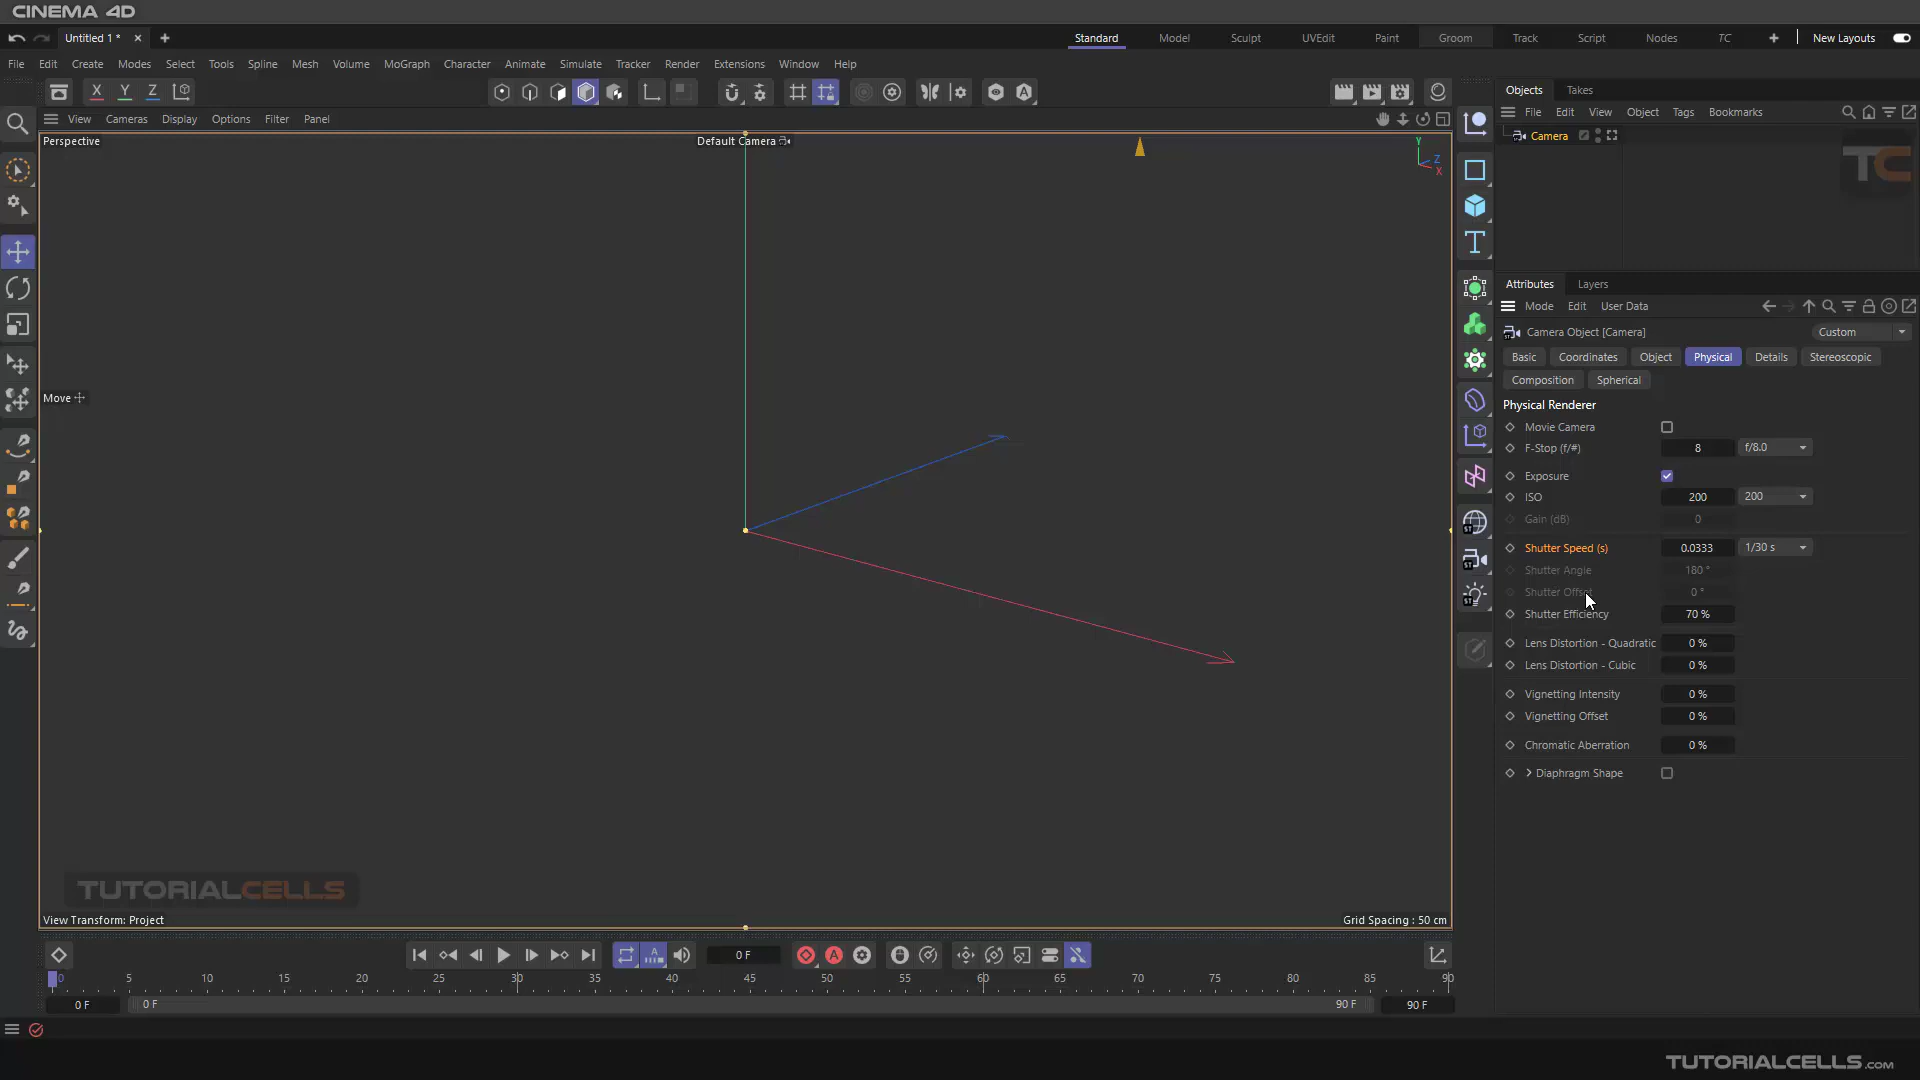 CINEMA 4D
Untitled 1 *
Standard
Model
Sculpt
UVEdit
Paint
Groom
Track
Script
Nodes
TC
New Layouts
File Edit Create Modes Select Tools Spline Mesh Volume MoGraph Character Animate Simulate Tracker Render Extensions Window Help
X Y Z
View Cameras Display Options Filter Panel
Perspective
Default Camera
Y
Z
X
Move
TUTORIALCELLS
View Transform: Project
Grid Spacing : 50 cm
Objects Takes
File Edit View Object Tags Bookmarks
Camera
TC
Attributes Layers
Mode Edit User Data
Camera Object [Camera]
Custom
Basic Coordinates Object Physical Details Stereoscopic
Composition Spherical
Physical Renderer
Movie Camera
F-Stop (f/#) 8 f/8.0
Exposure
ISO 200 200
Gain (dB) 0
Shutter Speed (s) 0.0333 1/30 s
Shutter Angle 180 °
Shutter Offset 0 °
Shutter Efficiency 70 %
Lens Distortion - Quadratic 0 %
Lens Distortion - Cubic 0 %
Vignetting Intensity 0 %
Vignetting Offset 0 %
Chromatic Aberration 0 %
Diaphragm Shape
ST
ST
ST
0 F
0 5 10 15 20 25 30 35 40 45 50 55 60 65 70 75 80 85 90
0 F 0 F 90 F 90 F
TUTORIALCELLS.com